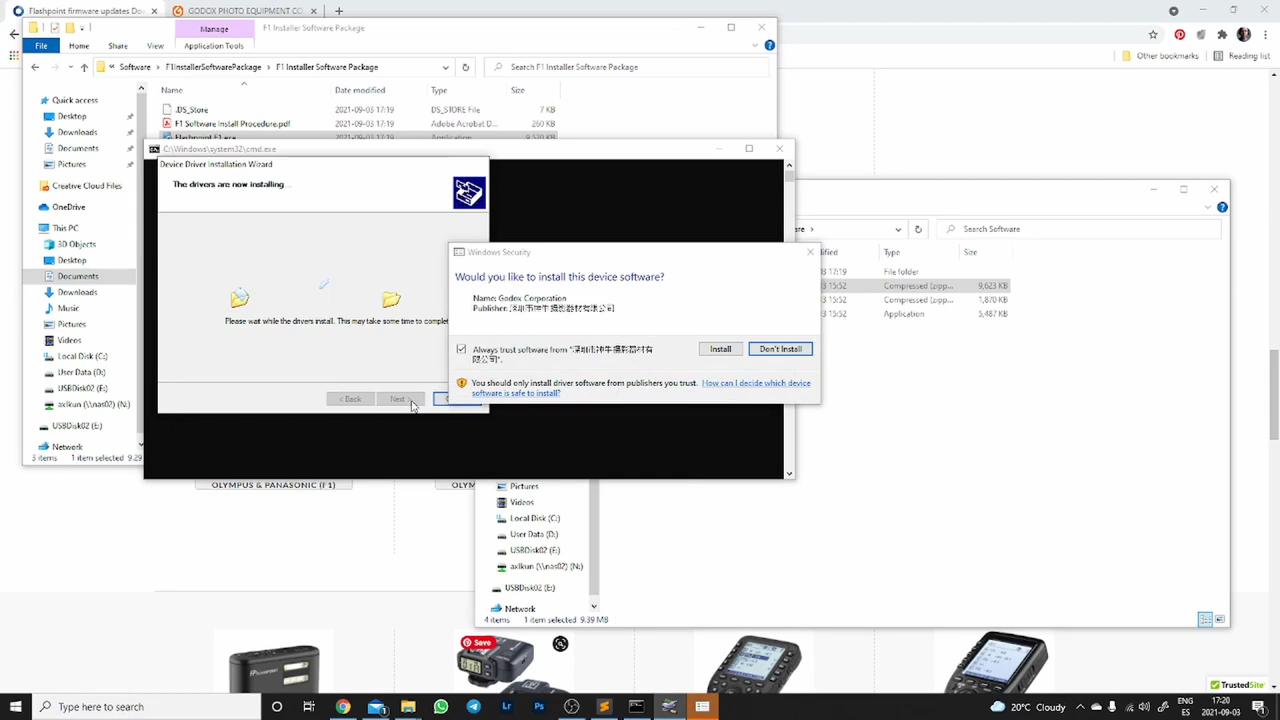 Flashpoint firmware updates Dow
GODOX PHOTO EQUIPMENT CO.
Other bookmarks
Reading list
Manage
F1 Installer Software Package
File
Home
Share
View
Application Tools
Software
F1InstallerSoftwarePackage
F1 Installer Software Package
Search F1 Installer Software Package
Name
Date modified
Type
Size
.DS_Store
2021-09-03 17:19
DS_STORE File
7 KB
F1 Software Install Procedure.pdf
2021-09-03 17:19
Adobe Acrobat D...
260 KB
Flashpoint F1.exe
2021-09-03 17:19
Application
9,520 KB
Quick access
Desktop
Downloads
Documents
Pictures
Creative Cloud Files
OneDrive
This PC
3D Objects
Desktop
Documents
Downloads
Music
Pictures
Videos
Local Disk (C:)
User Data (D:)
USBDisk02 (E:)
axlkun (\\nas02) (N:)
USBDisk02 (E:)
Network
3 items
1 item selected 9.29
C:\Windows\system32\cmd.exe
Device Driver Installation Wizard
The drivers are now installing...
Please wait while the drivers install. This may take some time to complet
< Back
Next >
Windows Security
Would you like to install this device software?
Name: Godox Corporation
Publisher: 深圳市神牛摄影器材有限公司
Always trust software from "深圳市神牛摄影器材有
限公司".
Install
Don't Install
You should only install driver software from publishers you trust. How can I decide which device
software is safe to install?
are
Search Software
odified
Type
Size
3 17:19
File folder
3 15:52
Compressed (zipp...
9,623 KB
3 15:52
Compressed (zipp...
1,870 KB
3 15:52
Application
5,487 KB
Pictures
Videos
Local Disk (C:)
User Data (D:)
USBDisk02 (E:)
axlkun (\\nas02) (N:)
USBDisk02 (E:)
Network
4 items
1 item selected 9.39 MB
OLYMPUS & PANASONIC (F1)
OLYM
Save
FLASHPOINT
TrustedSite
Type here to search
20°C Cloudy
ENG
ES
17:20
2021-09-03